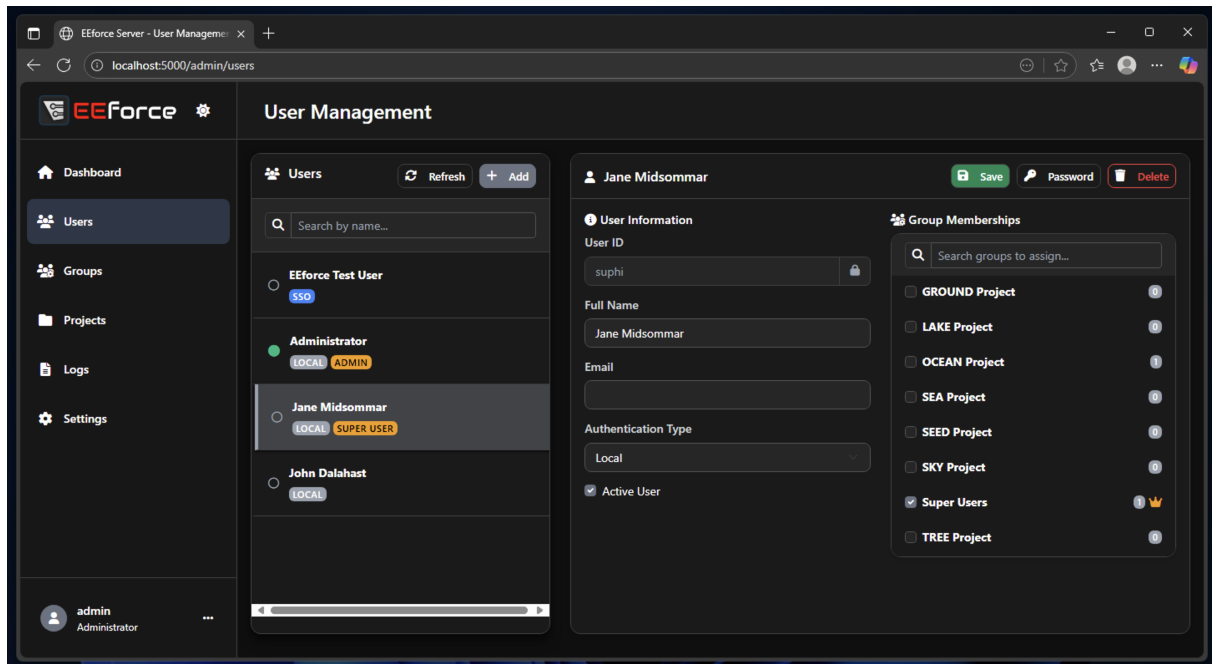 EEforce Server - User Managemer
localhost:5000/admin/users
EEForce
User Management
Dashboard
Users
Groups
Projects
Logs
Settings
admin
Administrator
Users
Refresh
+ Add
Search by name...
EEforce Test User
SSO
Administrator
LOCAL ADMIN
Jane Midsommar
LOCAL SUPER USER
John Dalahast
LOCAL
Jane Midsommar
Save
Password
Delete
User Information
User ID
suphi
Full Name
Jane Midsommar
Email
Authentication Type
Local
Active User
Group Memberships
Search groups to assign...
GROUND Project 0
LAKE Project 0
OCEAN Project 1
SEA Project 0
SEED Project 0
SKY Project 0
Super Users 1
TREE Project 0